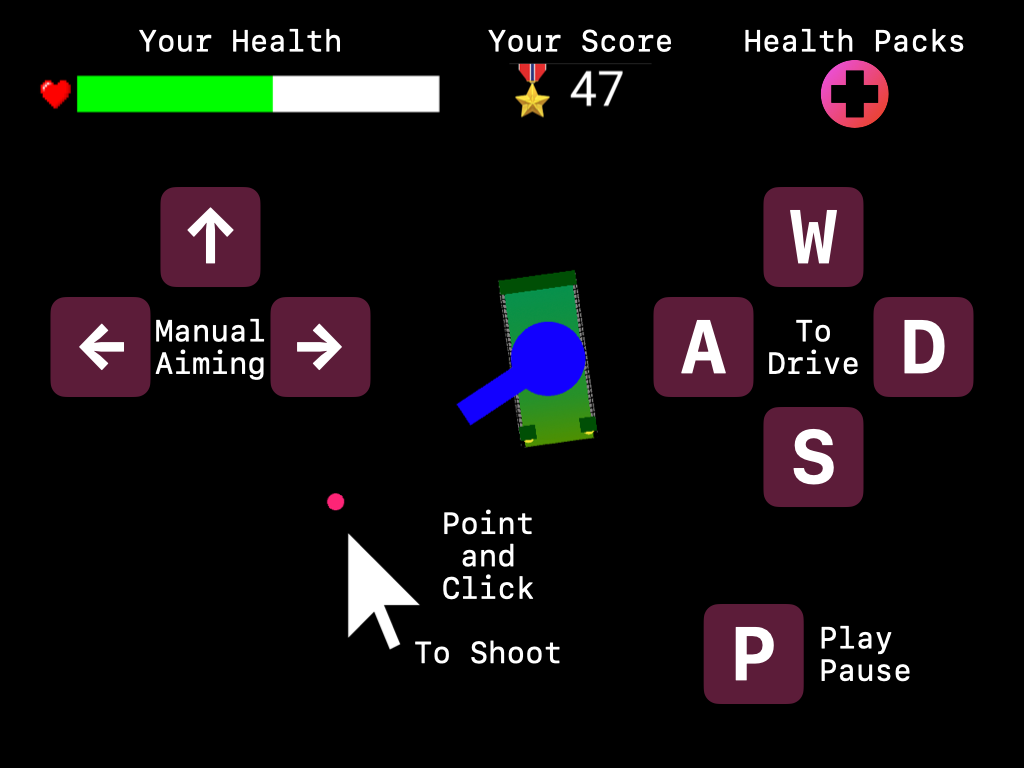 Your Health
Your Score
Health Packs
47
↑
W
←
Manual
Aiming
→
A
To
Drive
D
S
Point
and
Click
To Shoot
P
Play
Pause